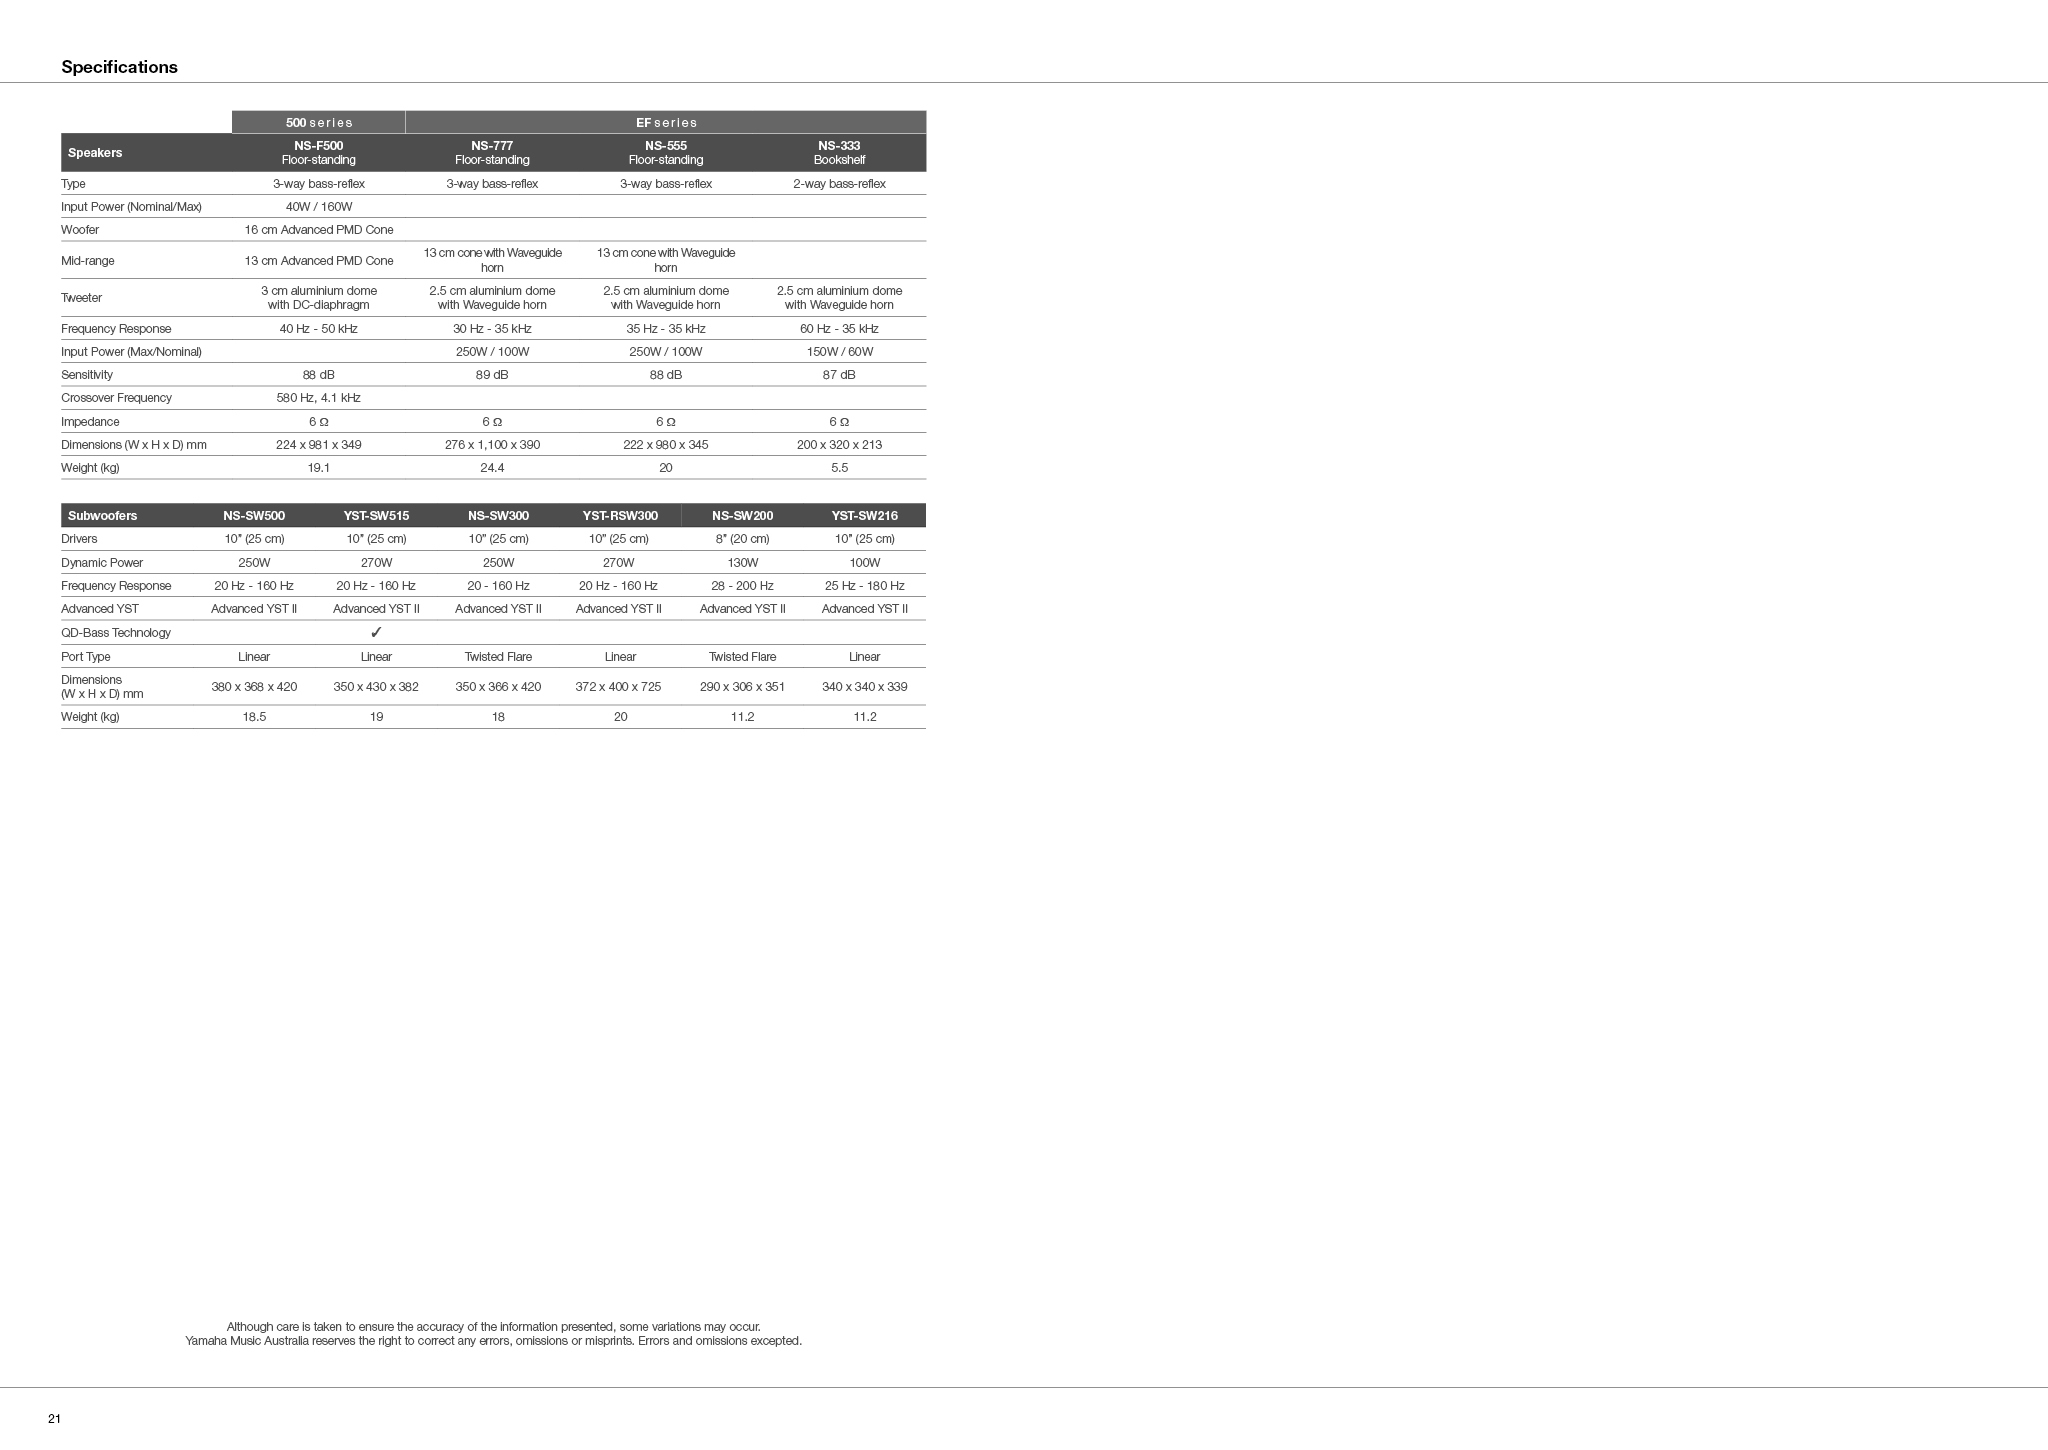 Specifications
500 series EF series
Speakers NS-F500 Floor-standing NS-777 Floor-standing NS-555 Floor-standing NS-333 Bookshelf
Type 3-way bass-reflex 3-way bass-reflex 3-way bass-reflex 2-way bass-reflex
Input Power (Nominal/Max) 40W / 160W
Woofer 16 cm Advanced PMD Cone
Mid-range 13 cm Advanced PMD Cone 13 cm cone with Waveguide horn 13 cm cone with Waveguide horn
Tweeter 3 cm aluminium dome with DC-diaphragm 2.5 cm aluminium dome with Waveguide horn 2.5 cm aluminium dome with Waveguide horn 2.5 cm aluminium dome with Waveguide horn
Frequency Response 40 Hz - 50 kHz 30 Hz - 35 kHz 35 Hz - 35 kHz 60 Hz - 35 kHz
Input Power (Max/Nominal) 250W / 100W 250W / 100W 150W / 60W
Sensitivity 88 dB 89 dB 88 dB 87 dB
Crossover Frequency 580 Hz, 4.1 kHz
Impedance 6 Ω 6 Ω 6 Ω 6 Ω
Dimensions (W x H x D) mm 224 x 981 x 349 276 x 1,100 x 390 222 x 980 x 345 200 x 320 x 213
Weight (kg) 19.1 24.4 20 5.5
Subwoofers NS-SW500 YST-SW515 NS-SW300 YST-RSW300 NS-SW200 YST-SW216
Drivers 10” (25 cm) 10” (25 cm) 10” (25 cm) 10” (25 cm) 8” (20 cm) 10” (25 cm)
Dynamic Power 250W 270W 250W 270W 130W 100W
Frequency Response 20 Hz - 160 Hz 20 Hz - 160 Hz 20 - 160 Hz 20 Hz - 160 Hz 28 - 200 Hz 25 Hz - 180 Hz
Advanced YST Advanced YST II Advanced YST II Advanced YST II Advanced YST II Advanced YST II Advanced YST II
QD-Bass Technology ✓
Port Type Linear Linear Twisted Flare Linear Twisted Flare Linear
Dimensions (W x H x D) mm 380 x 368 x 420 350 x 430 x 382 350 x 366 x 420 372 x 400 x 725 290 x 306 x 351 340 x 340 x 339
Weight (kg) 18.5 19 18 20 11.2 11.2
Although care is taken to ensure the accuracy of the information presented, some variations may occur.
Yamaha Music Australia reserves the right to correct any errors, omissions or misprints. Errors and omissions excepted.
21